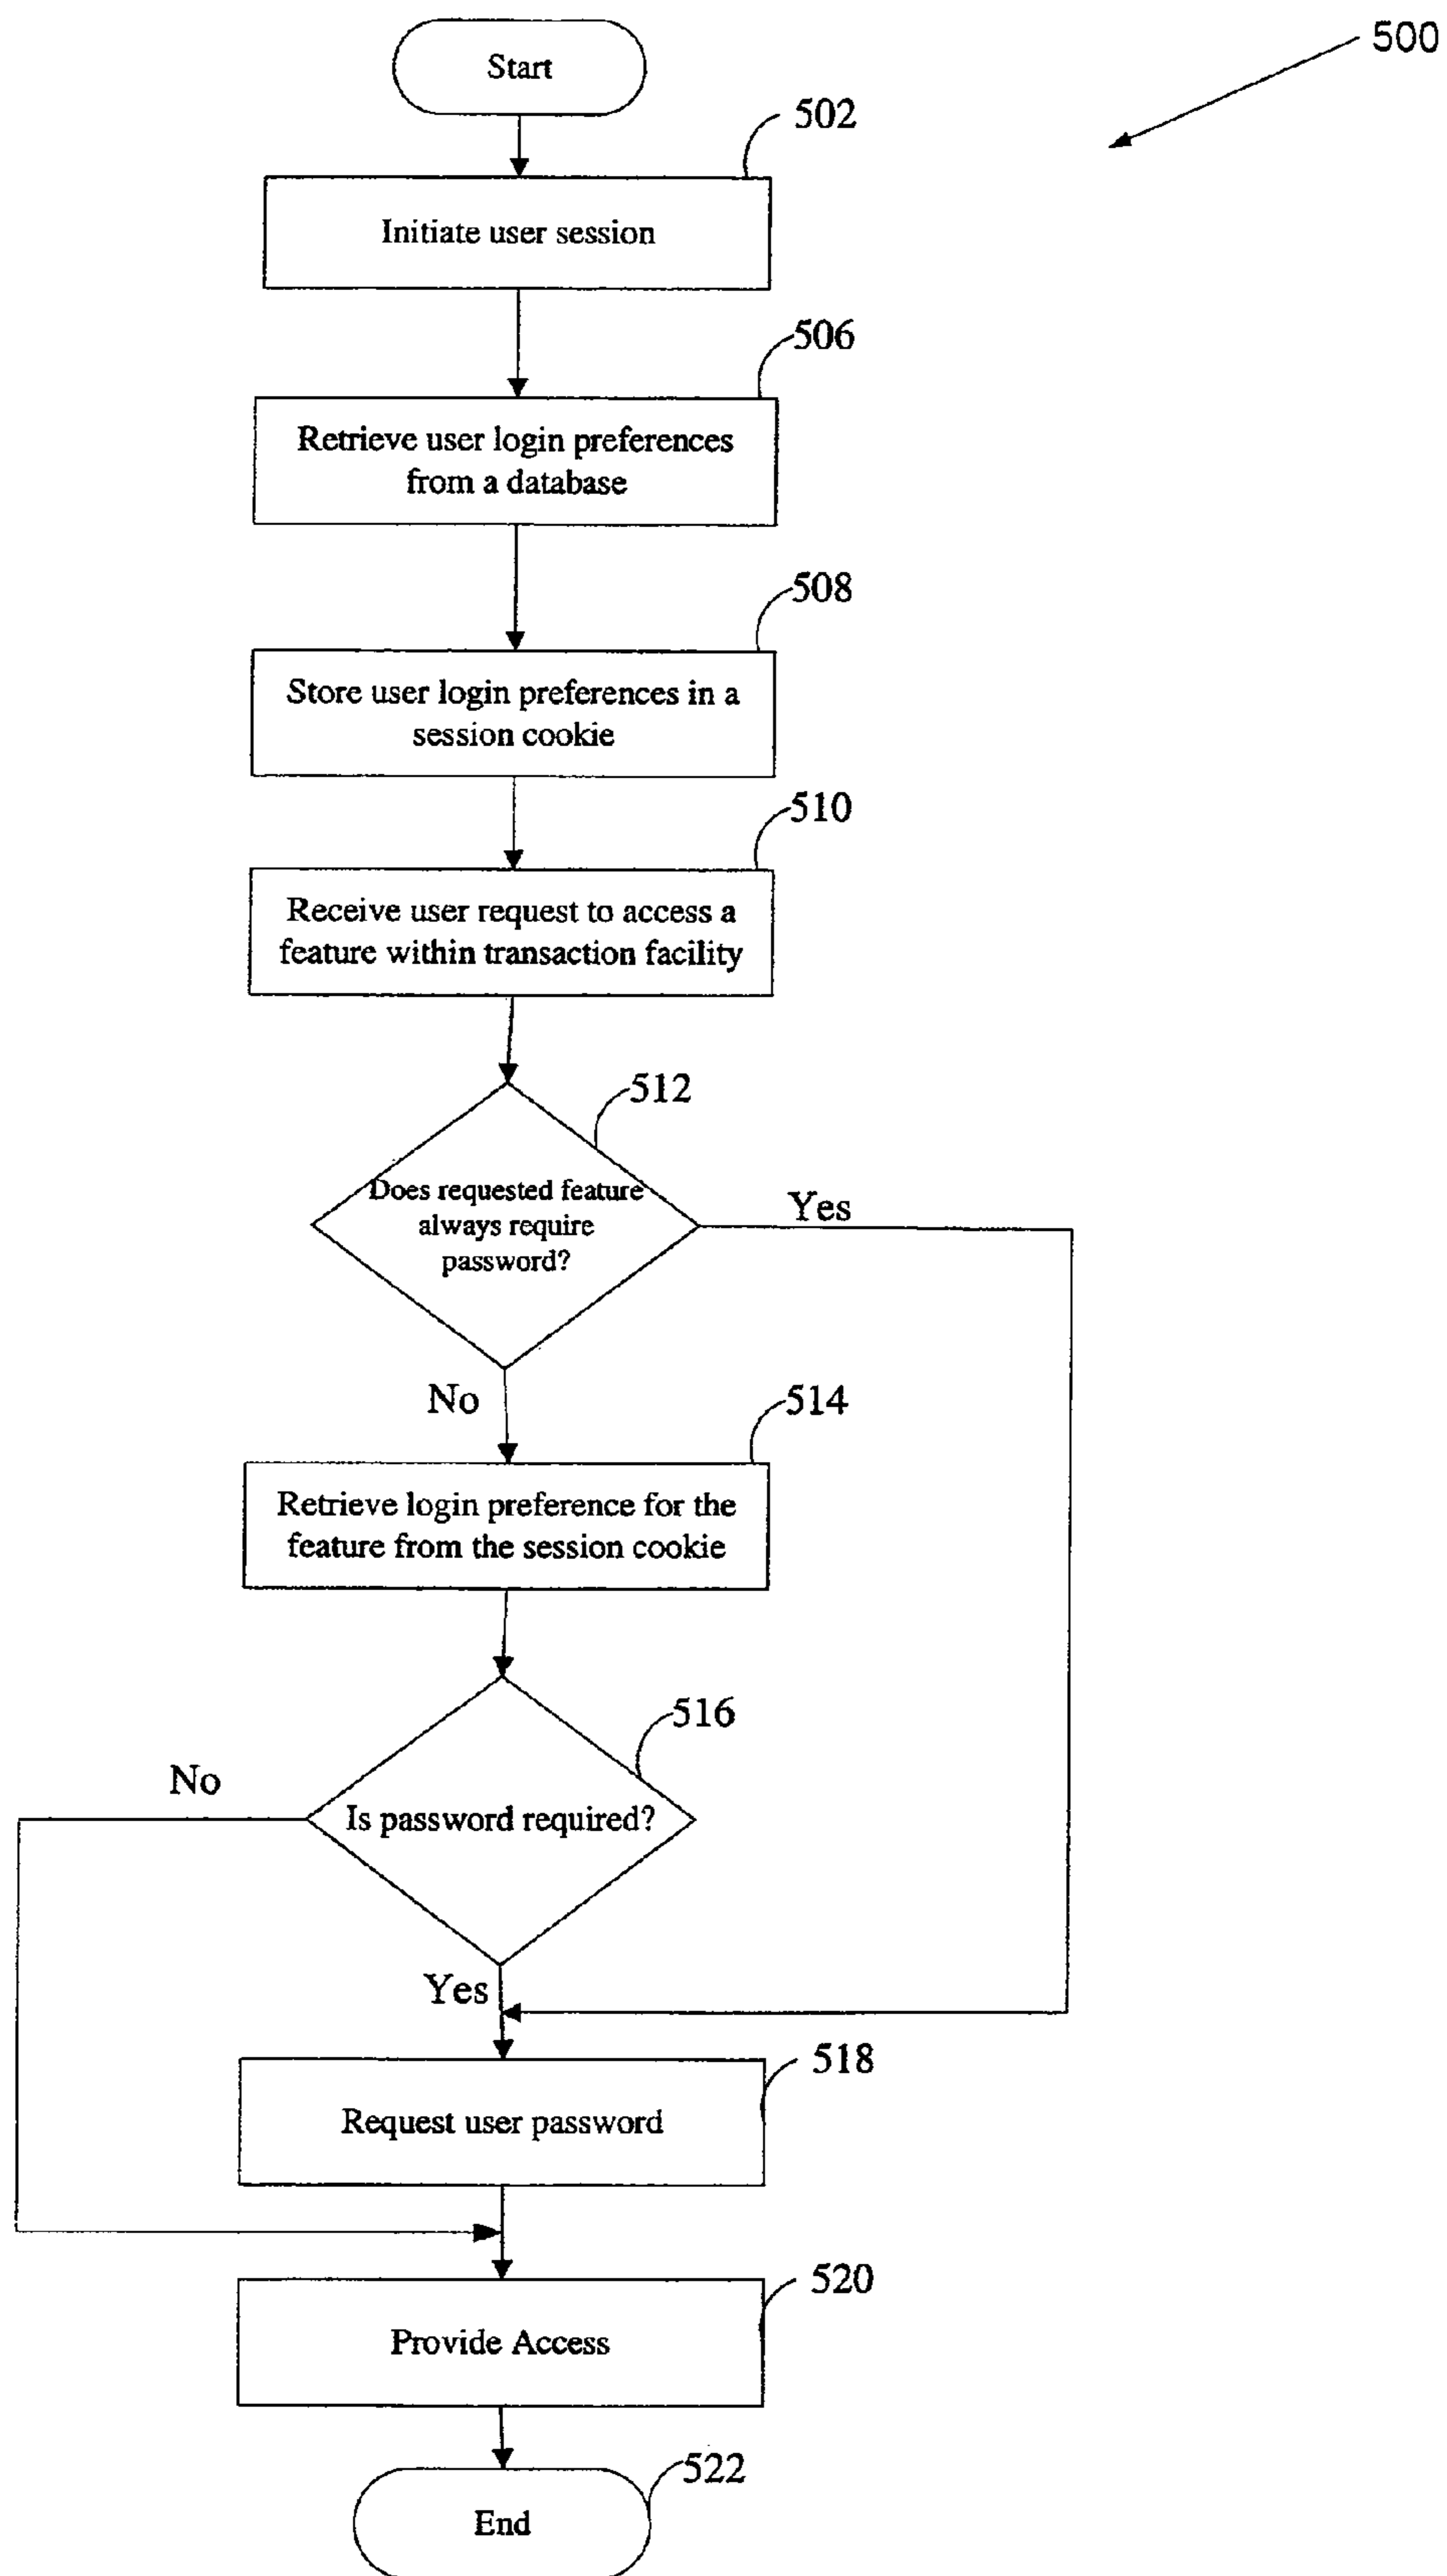 500
Start
502
Initiate user session
506
Retrieve user login preferences
from a database
508
Store user login preferences in a
session cookie
510
Receive user request to access a
feature within transaction facility
512
Does requested feature
always require
password?
Yes
No
514
Retrieve login preference for the
feature from the session cookie
516
No
Is password required?
Yes
518
Request user password
520
Provide Access
522
End